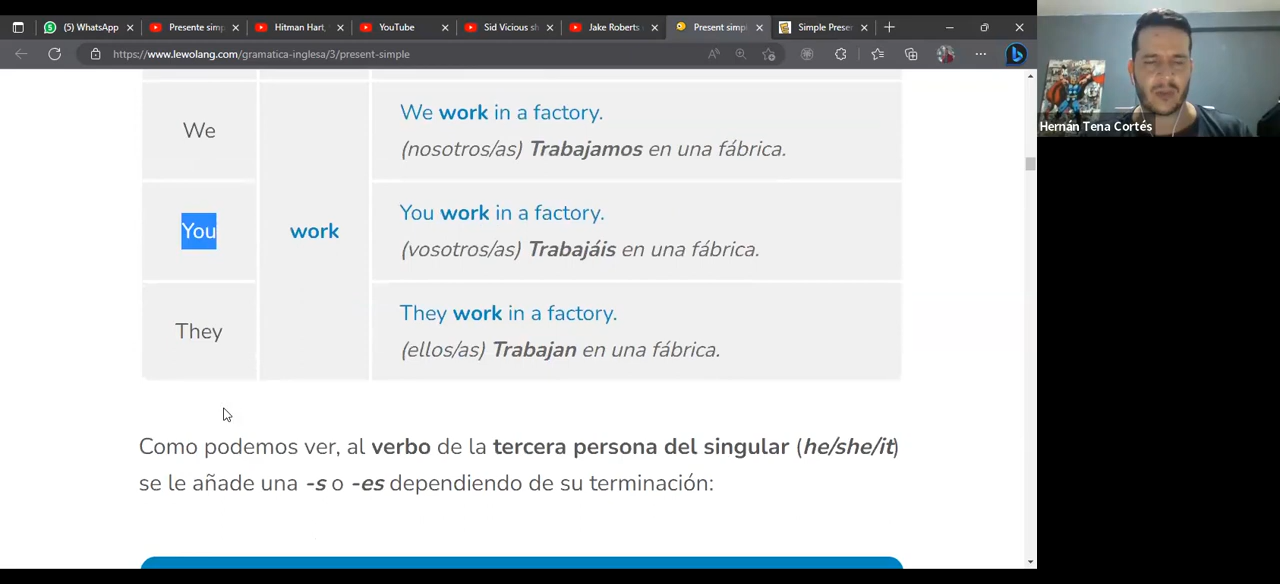 (5) WhatsApp
Presente simp
Hitman Hart,
YouTube
Sid Vicious sh
Jake Roberts
Present simpl
Simple Preser
https://www.lewolang.com/gramatica-inglesa/3/present-simple
Hernán Tena Cortés
We
We work in a factory.
(nosotros/as) Trabajamos en una fábrica.
You
work
You work in a factory.
(vosotros/as) Trabajáis en una fábrica.
They
They work in a factory.
(ellos/as) Trabajan en una fábrica.
Como podemos ver, al verbo de la tercera persona del singular (he/she/it)
se le añade una -s o -es dependiendo de su terminación: